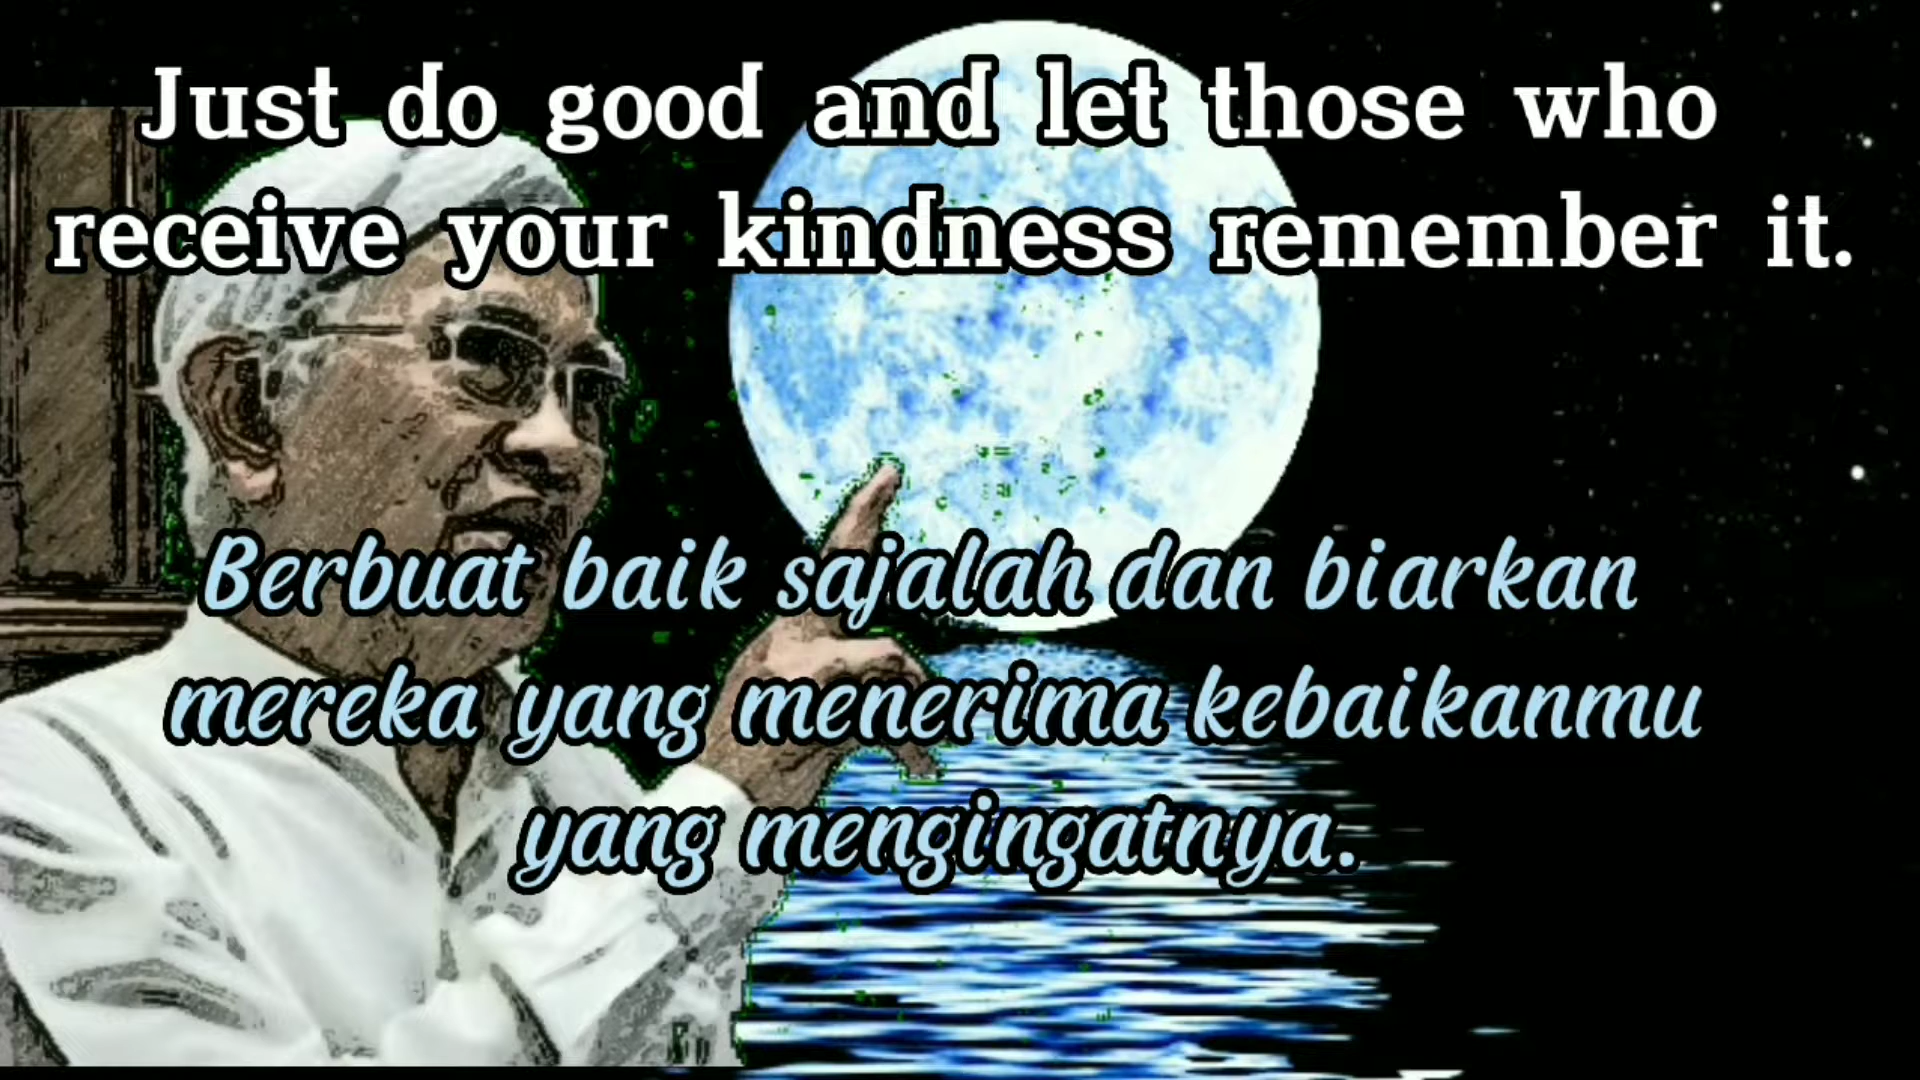 Just do good and let those who
receive your kindness remember it.
Berbuat baik sajalah dan biarkan
mereka yang menerima kebaikanmu
yang mengingatnya.